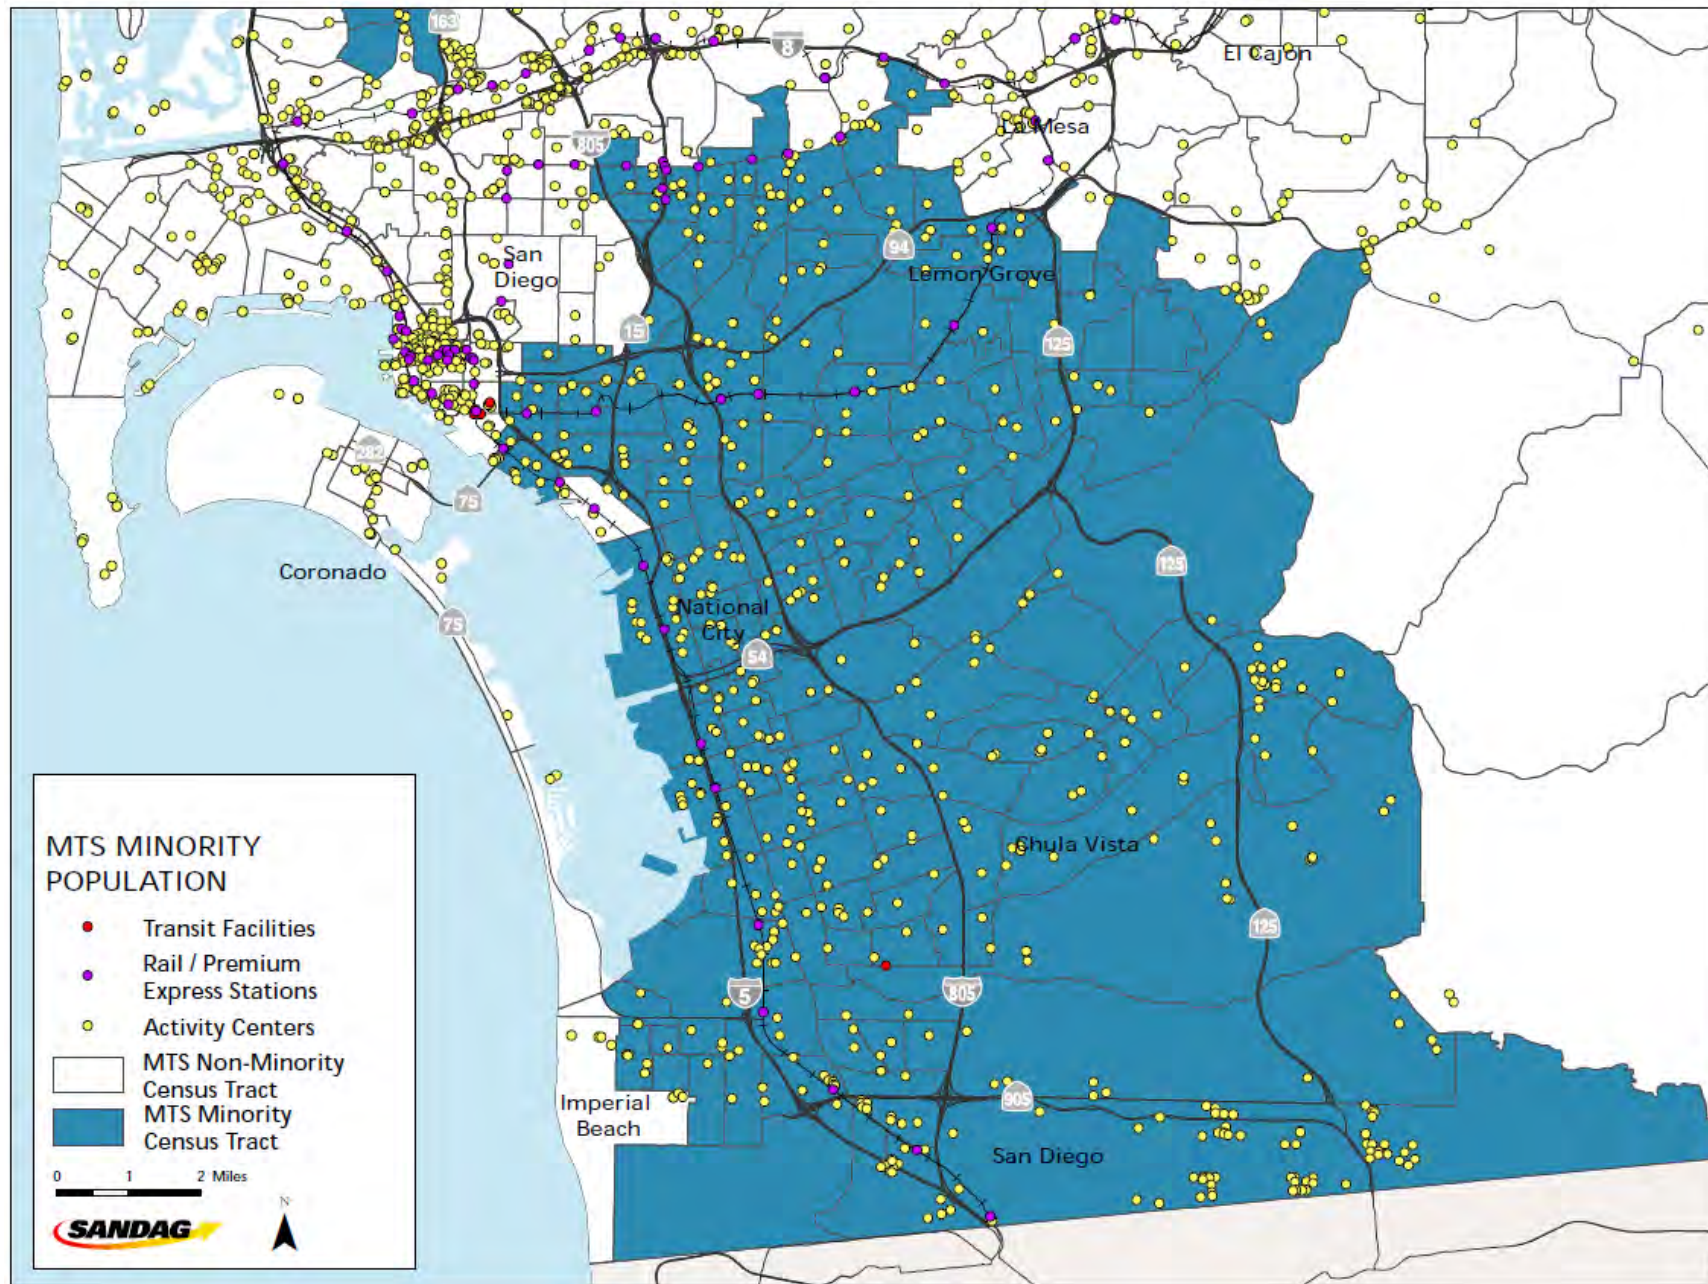 163
8
El Cajon
805
La Mesa
San
Diego
94
Lemon Grove
15
125
282
75
Coronado
125
75
National
City
54
Chula Vista
125
5
805
905
Imperial
Beach
San Diego
MTS MINORITY
POPULATION
Transit Facilities
Rail / Premium
Express Stations
Activity Centers
MTS Non-Minority
Census Tract
MTS Minority
Census Tract
0 1 2 Miles
N
SANDAG